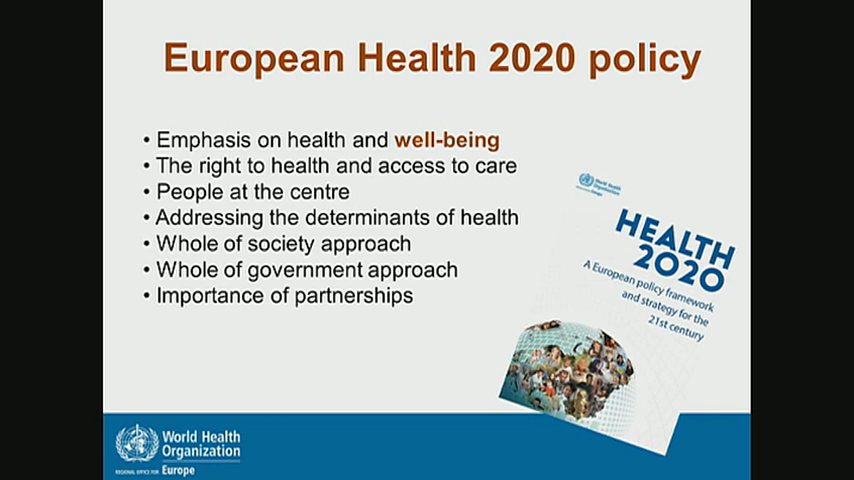 European Health 2020 policy
• Emphasis on health and well-being
• The right to health and access to care
• People at the centre
• Addressing the determinants of health
• Whole of society approach
• Whole of government approach
• Importance of partnerships
World Health
Organization
Europe
HEALTH
2020
A European policy framework
and strategy for the
21st century
World Health
Organization
REGIONAL OFFICE FOR Europe